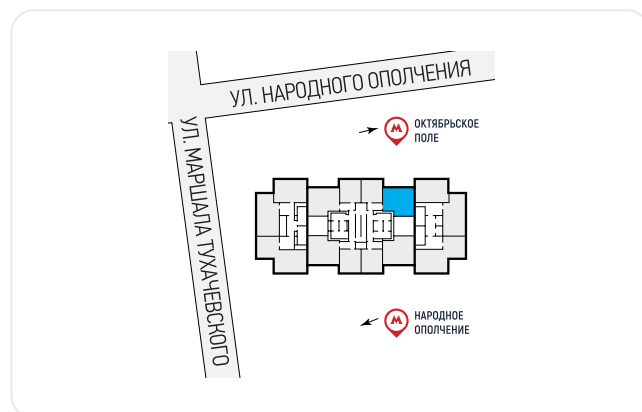 УЛ. НАРОДНОГО ОПОЛЧЕНИЯ
УЛ. МАРШАЛА ТУХАЧЕВСКОГО
М
ОКТЯБРЬСКОЕ
ПОЛЕ
М
НАРОДНОЕ
ОПОЛЧЕНИЕ